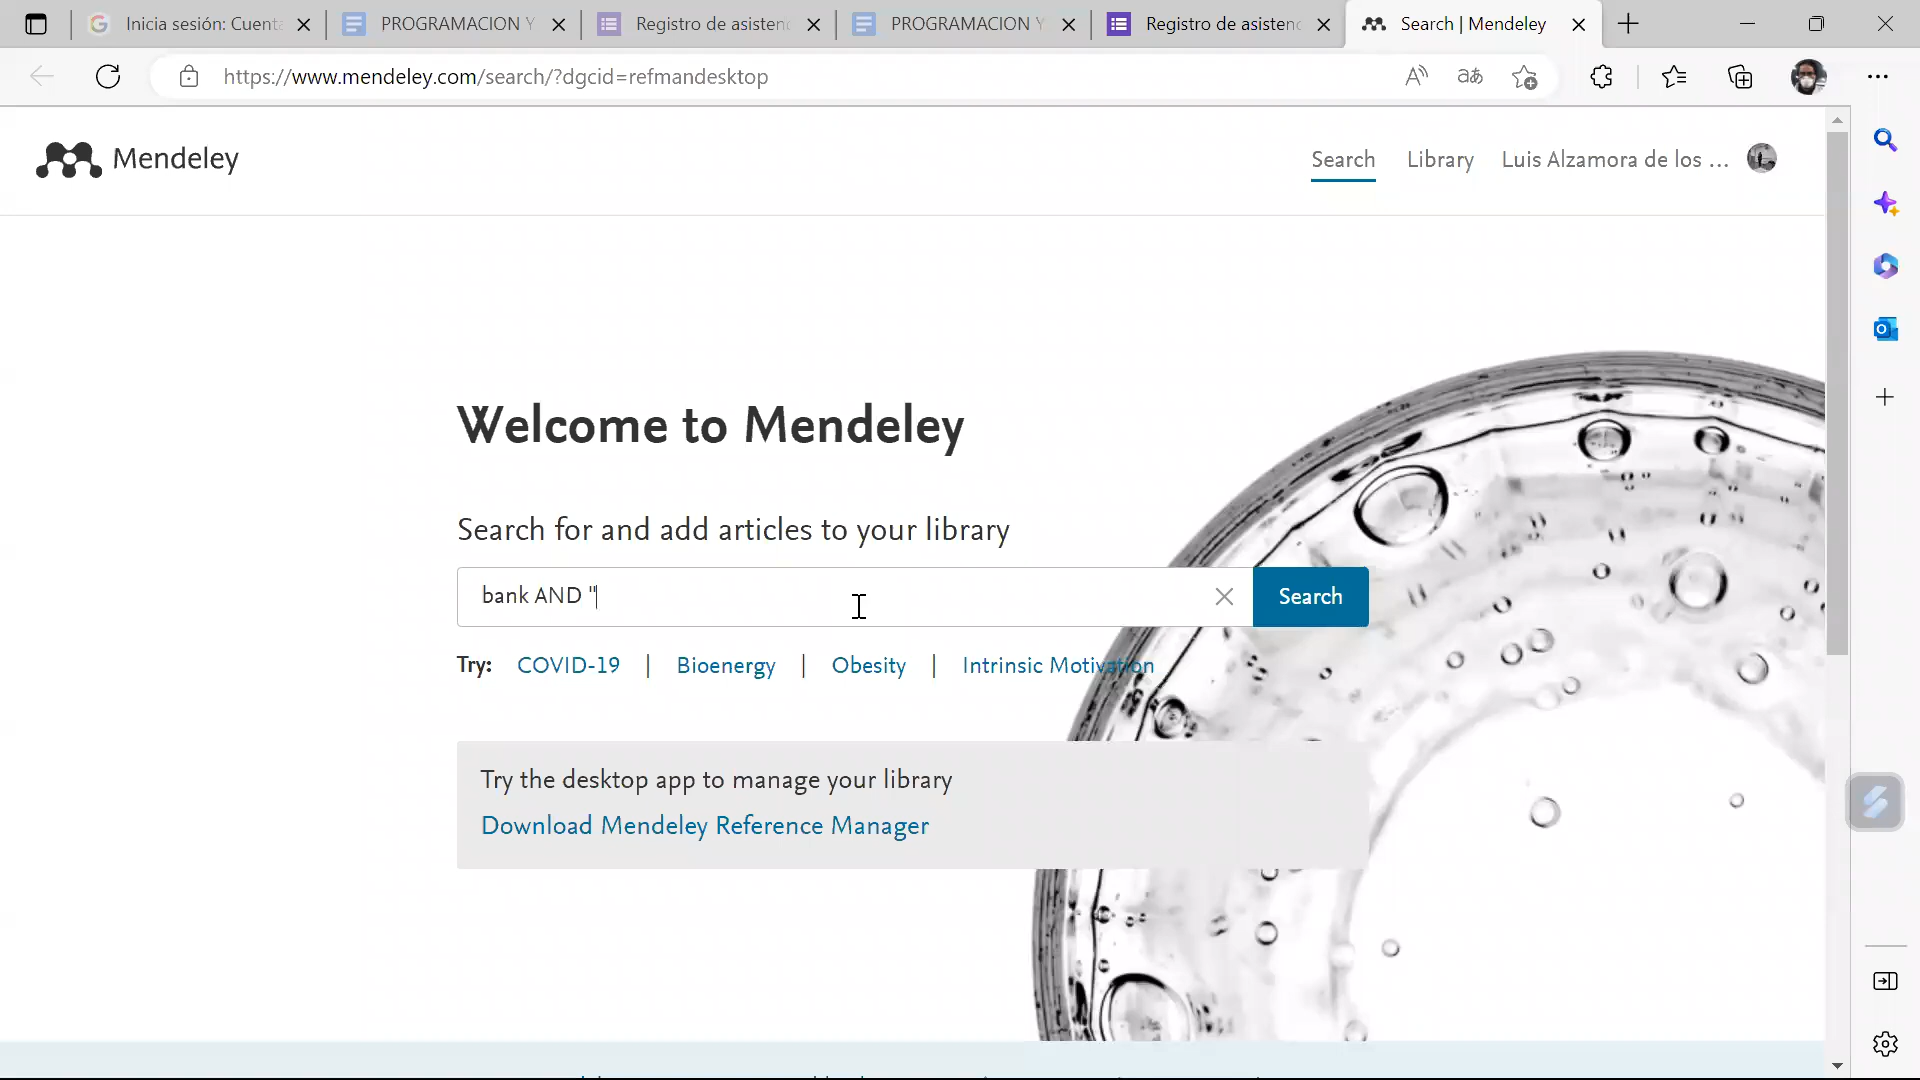 Inicia sesión: Cuenta
PROGRAMACION Y
Registro de asistenc
PROGRAMACION Y
Registro de asistenc
Search | Mendeley
https://www.mendeley.com/search/?dgcid=refmandesktop
Mendeley
Search
Library
Luis Alzamora de los ...
Welcome to Mendeley
Search for and add articles to your library
bank AND "
Search
Try: COVID-19 | Bioenergy | Obesity | Intrinsic Motivation
Try the desktop app to manage your library
Download Mendeley Reference Manager